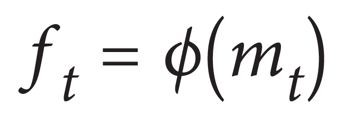 f_t = ϕ(m_t)